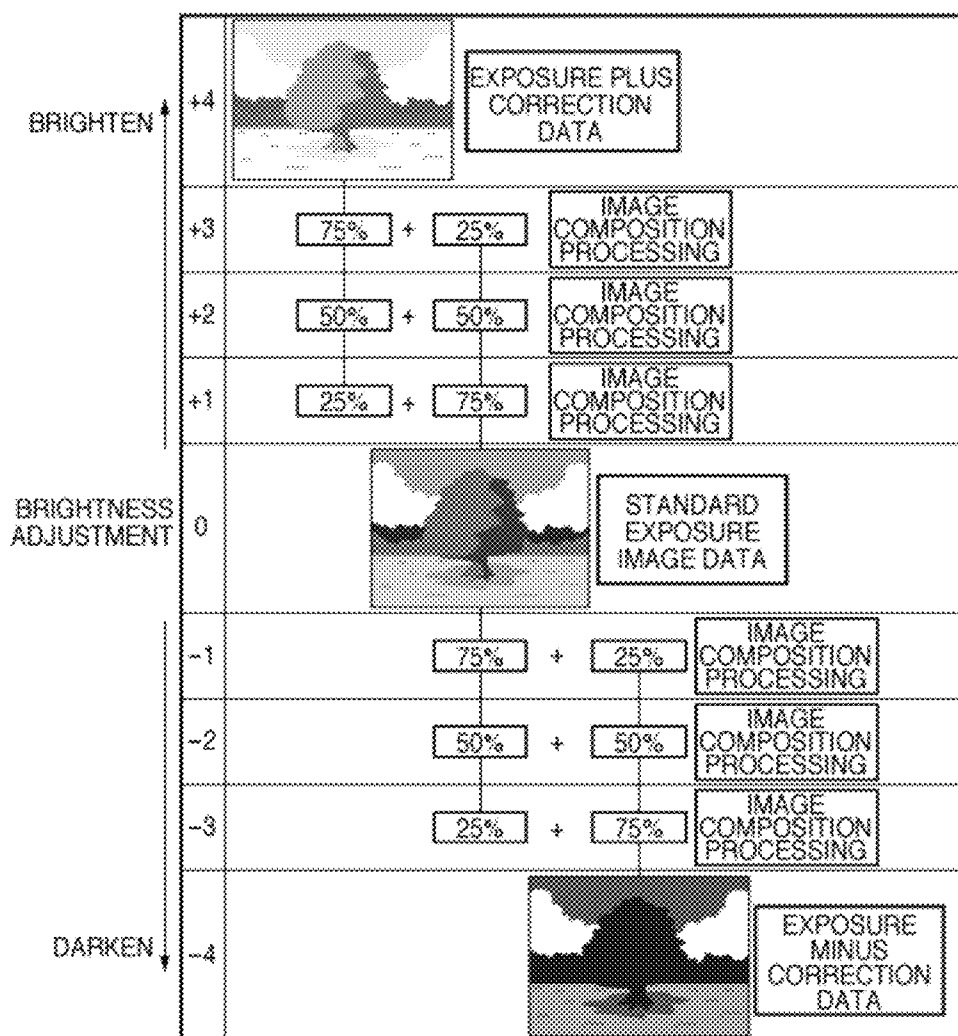 BRIGHTEN
+4
EXPOSURE PLUS
CORRECTION
DATA
+3
75% + 25%
IMAGE
COMPOSITION
PROCESSING
+2
50% + 50%
IMAGE
COMPOSITION
PROCESSING
+1
25% + 75%
IMAGE
COMPOSITION
PROCESSING
BRIGHTNESS
ADJUSTMENT
0
STANDARD
EXPOSURE
IMAGE DATA
-1
75% + 25%
IMAGE
COMPOSITION
PROCESSING
-2
50% + 50%
IMAGE
COMPOSITION
PROCESSING
-3
25% + 75%
IMAGE
COMPOSITION
PROCESSING
DARKEN
-4
EXPOSURE
MINUS
CORRECTION
DATA